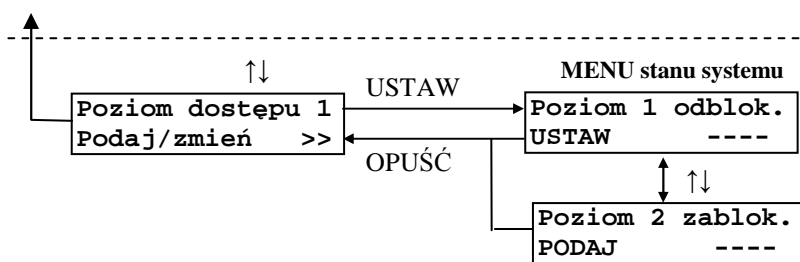 ↑↓
MENU stanu systemu
USTAW
Poziom dostępu 1
Podaj/zmień >>
Poziom 1 odblok.
USTAW ----
OPUŚĆ
↑↓
Poziom 2 zablok.
PODAJ ----